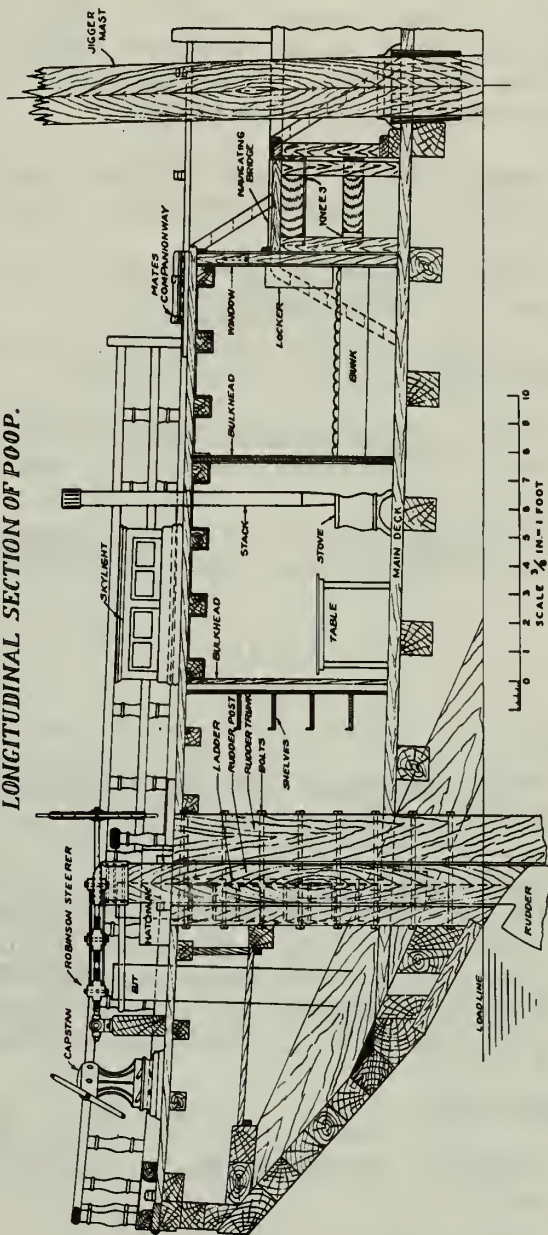 LONGITUDINAL SECTION OF POOP.
JIGGER
MAST
MATES
COMPANIONWAY
NAVIGATING
BRIDGE
KNEES
WINDOW
LOCKER
BUNK
BULKHEAD
STACK
STOVE
MAIN DECK
SKYLIGHT
BULKHEAD
TABLE
LADDER
RUDDER POST
RUDDER TRUNK
BOLTS
SHELVES
ROBINSON STEERER
CAPSTAN
BIT
LOAD LINE
RUDDER
0 1 2 3 4 5 6 7 8 9 10
SCALE 3/16 IN.=1 FOOT